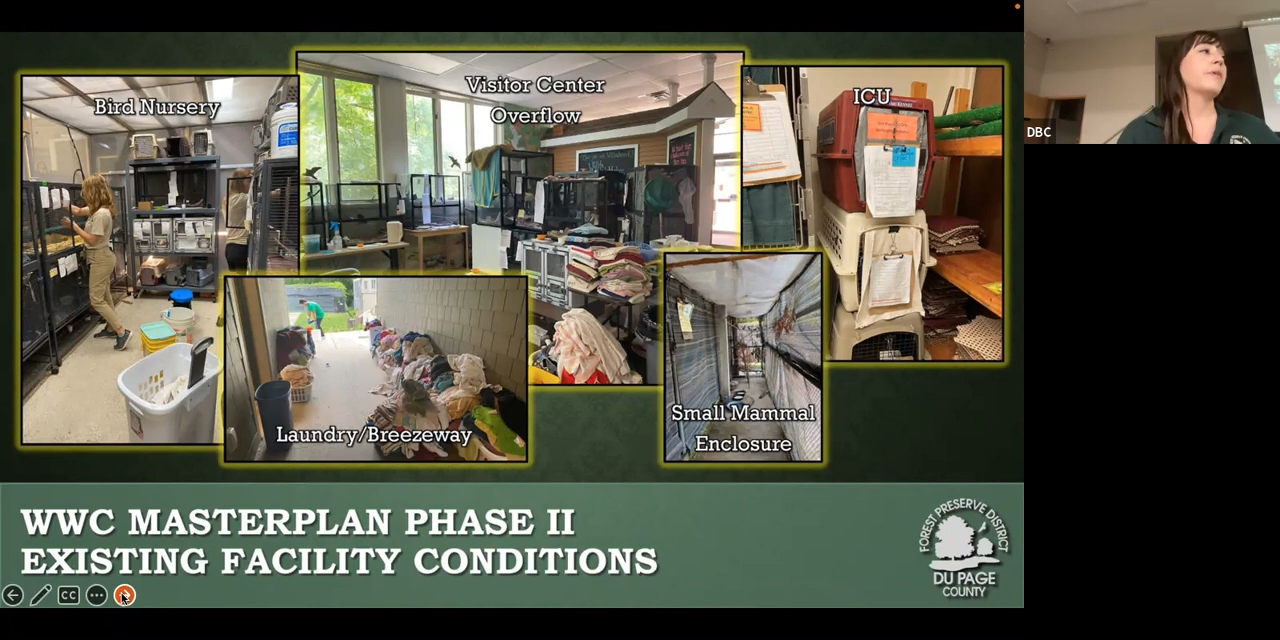 Bird Nursery
Visitor Center
Overflow
ICU
DBC
Laundry/Breezeway
Small Mammal
Enclosure
WWC MASTERPLAN PHASE II
EXISTING FACILITY CONDITIONS
FOREST PRESERVE DISTRICT
DU PAGE
COUNTY
CC